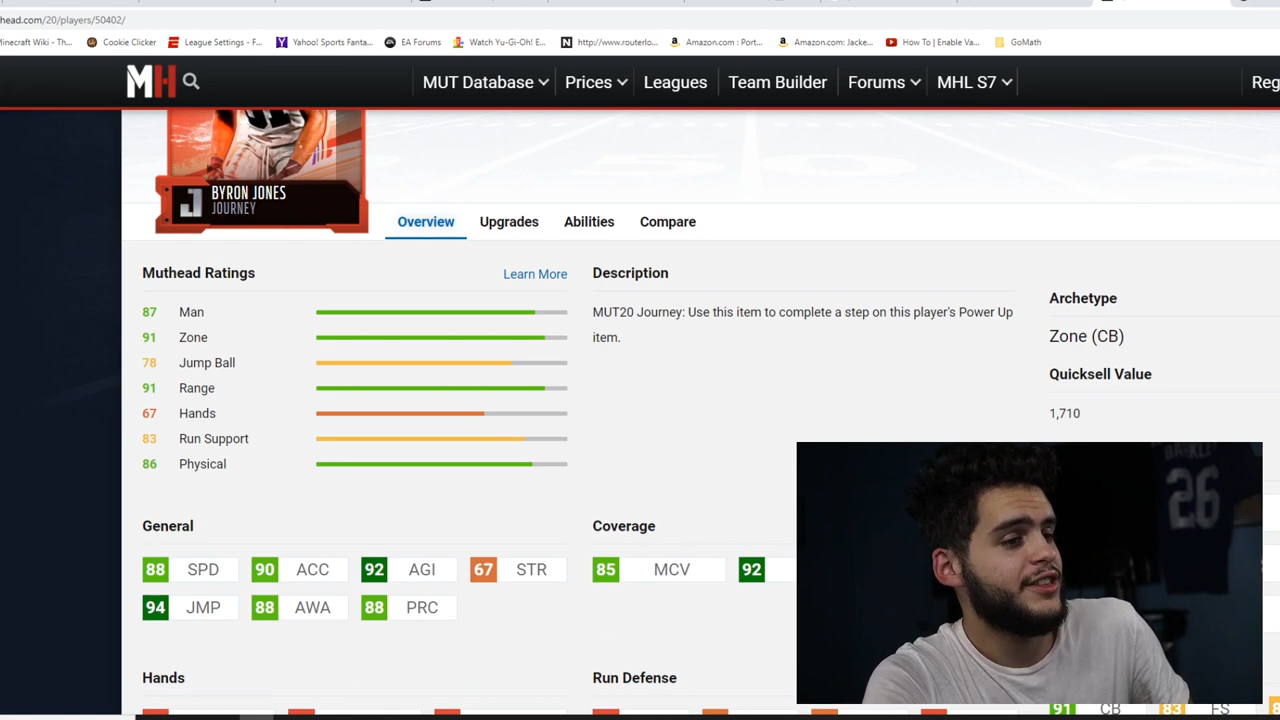 head.com/20/players/50402/
Minecraft Wiki - Th... Cookie Clicker League Settings - F... Yahoo! Sports Fanta... EA Forums Watch Yu-Gi-Oh! E... http://www.routerlo... Amazon.com : Port... Amazon.com: Jacke... How To | Enable Va... GoMath
MH MUT Database Prices Leagues Team Builder Forums MHL S7 Reg
BYRON JONES
J JOURNEY
Overview Upgrades Abilities Compare
Muthead Ratings Learn More Description
Archetype
87 Man MUT20 Journey: Use this item to complete a step on this player's Power Up
91 Zone item. Zone (CB)
78 Jump Ball
Quicksell Value
91 Range
67 Hands 1,710
83 Run Support
86 Physical
General Coverage
88 SPD 90 ACC 92 AGI 67 STR 85 MCV 92
94 JMP 88 AWA 88 PRC
Hands Run Defense
91 CB 83 FS
BARKLEY
26